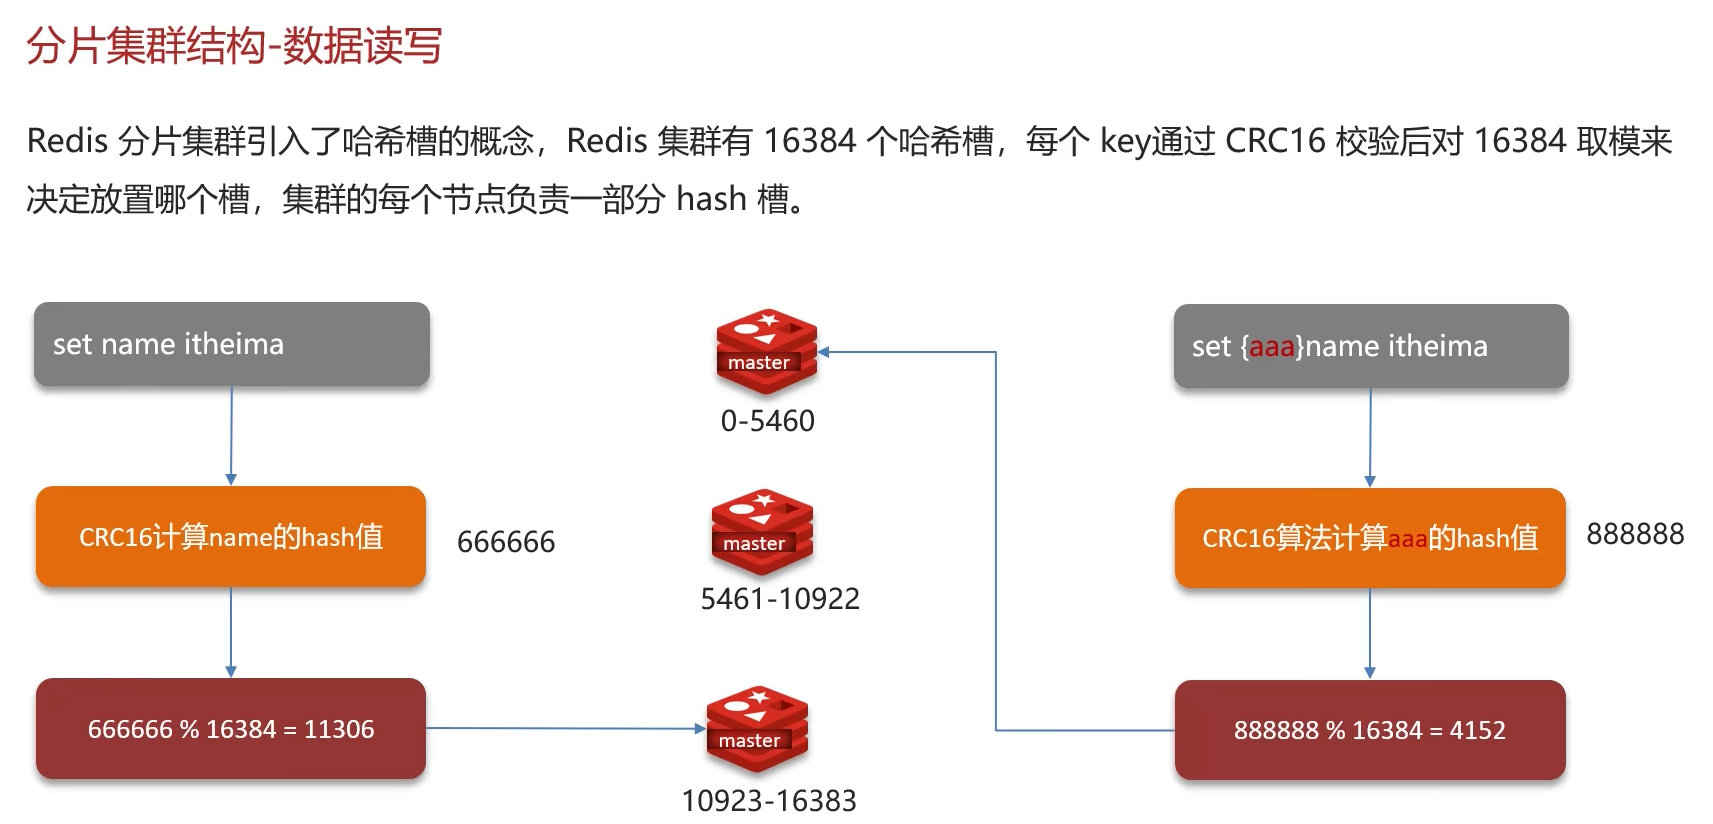 分片集群结构-数据读写
Redis 分片集群引入了哈希槽的概念，Redis 集群有 16384 个哈希槽，每个 key通过 CRC16 校验后对 16384 取模来
决定放置哪个槽，集群的每个节点负责一部分 hash 槽。
set name itheima
CRC16计算name的hash值
666666
666666 % 16384 = 11306
master
0-5460
master
5461-10922
master
10923-16383
set {aaa}name itheima
CRC16算法计算aaa的hash值
888888
888888 % 16384 = 4152